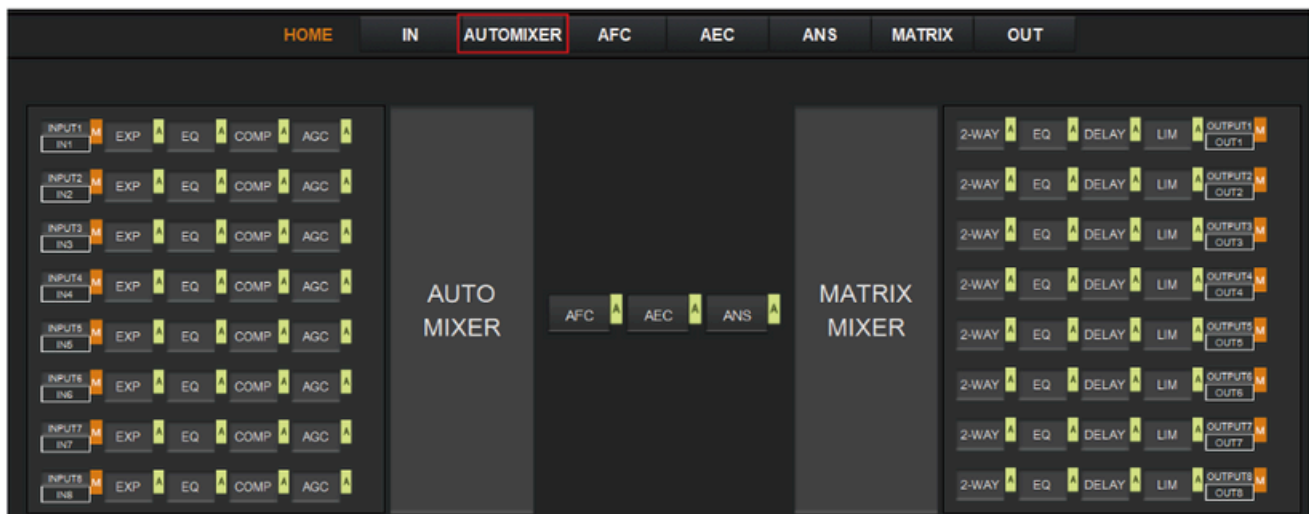 HOME IN AUTOMIXER AFC AEC ANS MATRIX OUT
INPUT1 M EXP A EQ A COMP A AGC A
IN1
INPUT2 M EXP A EQ A COMP A AGC A
IN2
INPUT3 M EXP A EQ A COMP A AGC A
IN3
INPUT4 M EXP A EQ A COMP A AGC A
IN4
INPUT5 M EXP A EQ A COMP A AGC A
IN5
INPUT6 M EXP A EQ A COMP A AGC A
IN6
INPUT7 M EXP A EQ A COMP A AGC A
IN7
INPUT8 M EXP A EQ A COMP A AGC A
IN8
AUTO
MIXER
AFC A AEC A ANS A
MATRIX
MIXER
2-WAY A EQ A DELAY A LIM A OUTPUT1 M
OUT1
2-WAY A EQ A DELAY A LIM A OUTPUT2 M
OUT2
2-WAY A EQ A DELAY A LIM A OUTPUT3 M
OUT3
2-WAY A EQ A DELAY A LIM A OUTPUT4 M
OUT4
2-WAY A EQ A DELAY A LIM A OUTPUT5 M
OUT5
2-WAY A EQ A DELAY A LIM A OUTPUT6 M
OUT6
2-WAY A EQ A DELAY A LIM A OUTPUT7 M
OUT7
2-WAY A EQ A DELAY A LIM A OUTPUT8 M
OUT8